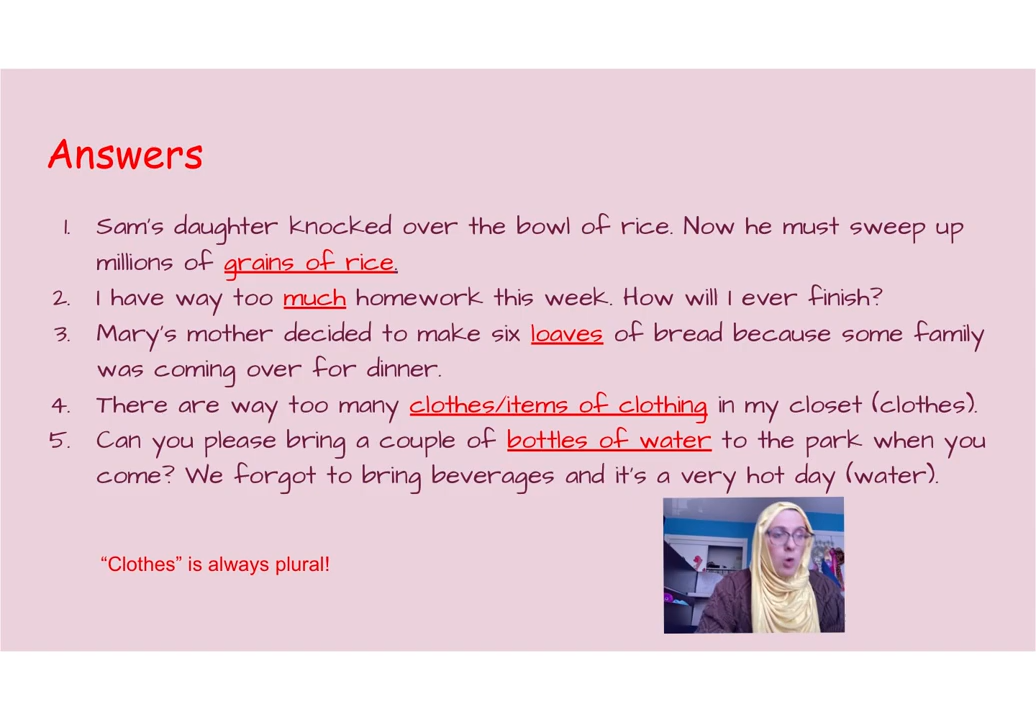 Answers
1. Sam's daughter knocked over the bowl of rice. Now he must sweep up
millions of grains of rice.
2. I have way too much homework this week. How will I ever finish?
3. Mary's mother decided to make six loaves of bread because some family
was coming over for dinner.
4. There are way too many clothes/items of clothing in my closet (clothes).
5. Can you please bring a couple of bottles of water to the park when you
come? We forgot to bring beverages and it's a very hot day (water).
“Clothes” is always plural!